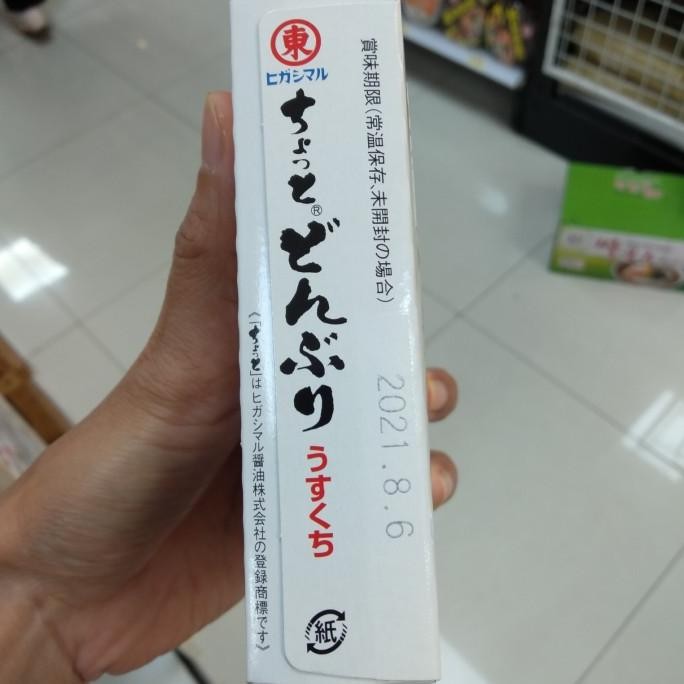 東
ヒガシマル
ちょっと®どんぶり
うすくち
紙
賞味期限(常温保存、未開封の場合)
2021.8.6
《「ちょっと」はヒガシマル醤油株式会社の登録商標です》